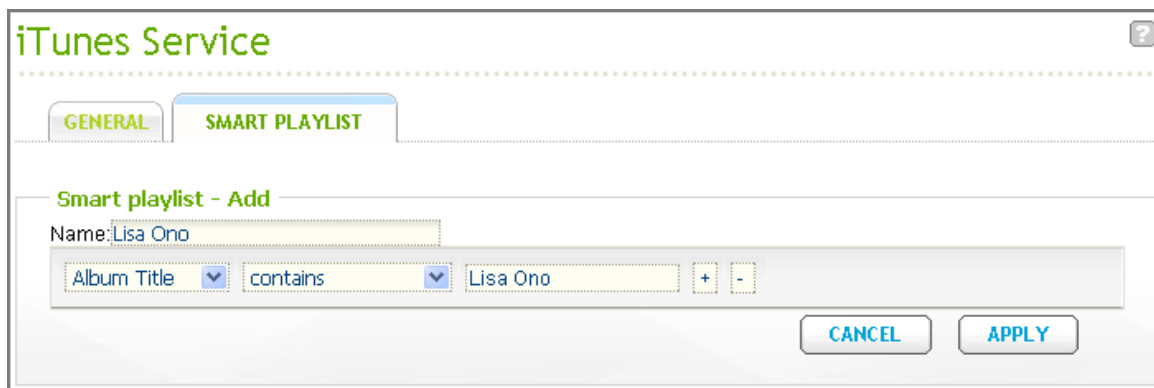 iTunes Service
?
GENERAL SMART PLAYLIST
Smart playlist - Add
Name: Lisa Ono
Album Title contains Lisa Ono + -
CANCEL APPLY